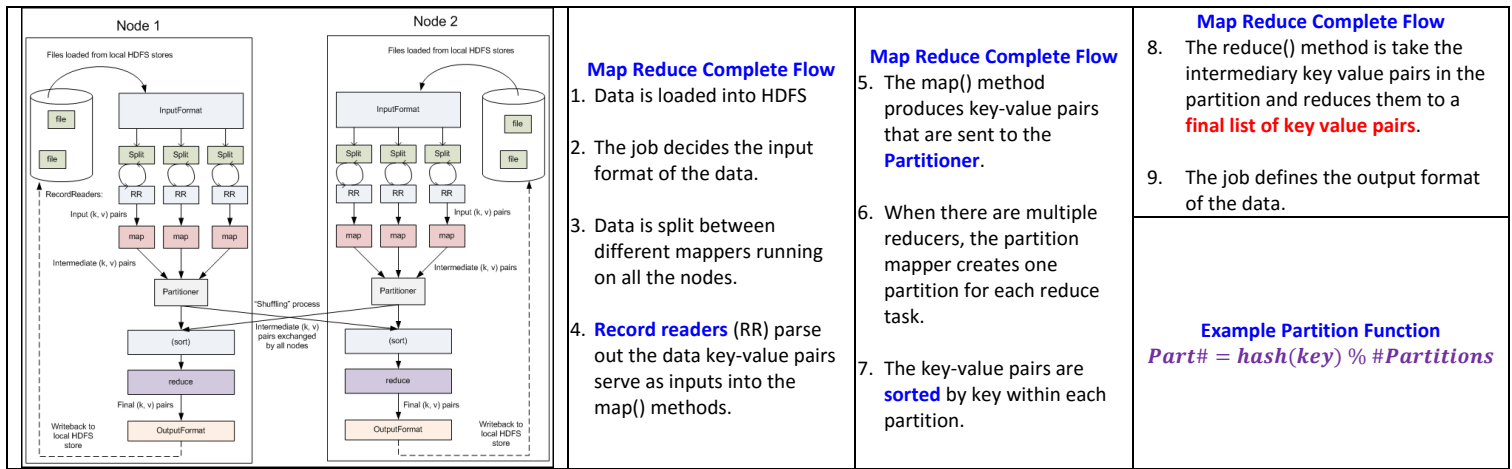 Node 1
Files loaded from local HDFS stores
InputFormat
file
file
Split
Split
Split
RecordReaders:
RR
RR
RR
Input (k, v) pairs
map
map
map
Intermediate (k, v) pairs
Partitioner
"Shuffling" process
Intermediate (k, v)
pairs exchanged
by all nodes
(sort)
reduce
Final (k, v) pairs
Writeback to
local HDFS
store
OutputFormat
Node 2
Files loaded from local HDFS stores
InputFormat
file
file
Split
Split
Split
RR
RR
RR
Input (k, v) pairs
map
map
map
Intermediate (k, v) pairs
Partitioner
(sort)
reduce
Final (k, v) pairs
Writeback to
local HDFS
store
OutputFormat
Map Reduce Complete Flow
1. Data is loaded into HDFS
2. The job decides the input
format of the data.
3. Data is split between
different mappers running
on all the nodes.
4. Record readers (RR) parse
out the data key-value pairs
serve as inputs into the
map() methods.
Map Reduce Complete Flow
5. The map() method
produces key-value pairs
that are sent to the
Partitioner.
6. When there are multiple
reducers, the partition
mapper creates one
partition for each reduce
task.
7. The key-value pairs are
sorted by key within each
partition.
Map Reduce Complete Flow
8. The reduce() method is take the
intermediary key value pairs in the
partition and reduces them to a
final list of key value pairs.
9. The job defines the output format
of the data.
Example Partition Function
Part# = hash(key) % #Partitions